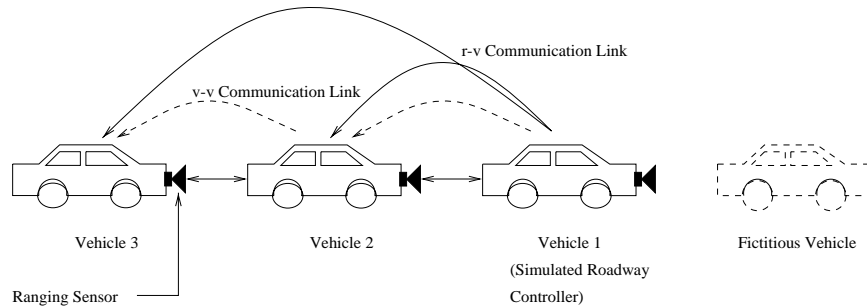 r-v Communication Link
v-v Communication Link
Vehicle 3
Vehicle 2
Vehicle 1
(Simulated Roadway
Controller)
Fictitious Vehicle
Ranging Sensor